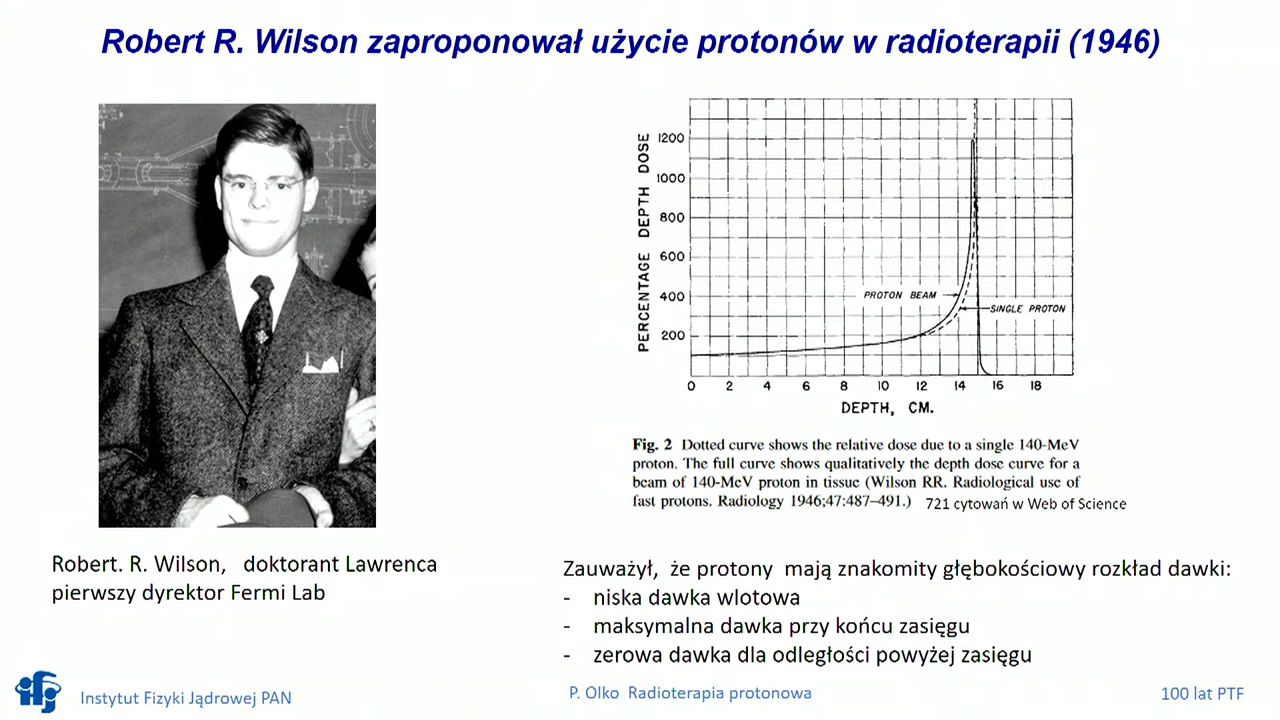 Robert R. Wilson zaproponował użycie protonów w radioterapii (1946)
PERCENTAGE DEPTH DOSE
1200
1000
800
600
400
200
PROTON BEAM
SINGLE PROTON
0 2 4 6 8 10 12 14 16 18
DEPTH, CM.
Fig. 2 Dotted curve shows the relative dose due to a single 140-MeV
proton. The full curve shows qualitatively the depth dose curve for a
beam of 140-MeV proton in tissue (Wilson RR. Radiological use of
fast protons. Radiology 1946;47:487–491.) 721 cytowań w Web of Science
Robert. R. Wilson, doktorant Lawrenca
pierwszy dyrektor Fermi Lab
Zauważył, że protony mają znakomity głębokościowy rozkład dawki:
- niska dawka wlotowa
- maksymalna dawka przy końcu zasięgu
- zerowa dawka dla odległości powyżej zasięgu
ifj
Instytut Fizyki Jądrowej PAN
P. Olko Radioterapia protonowa
100 lat PTF